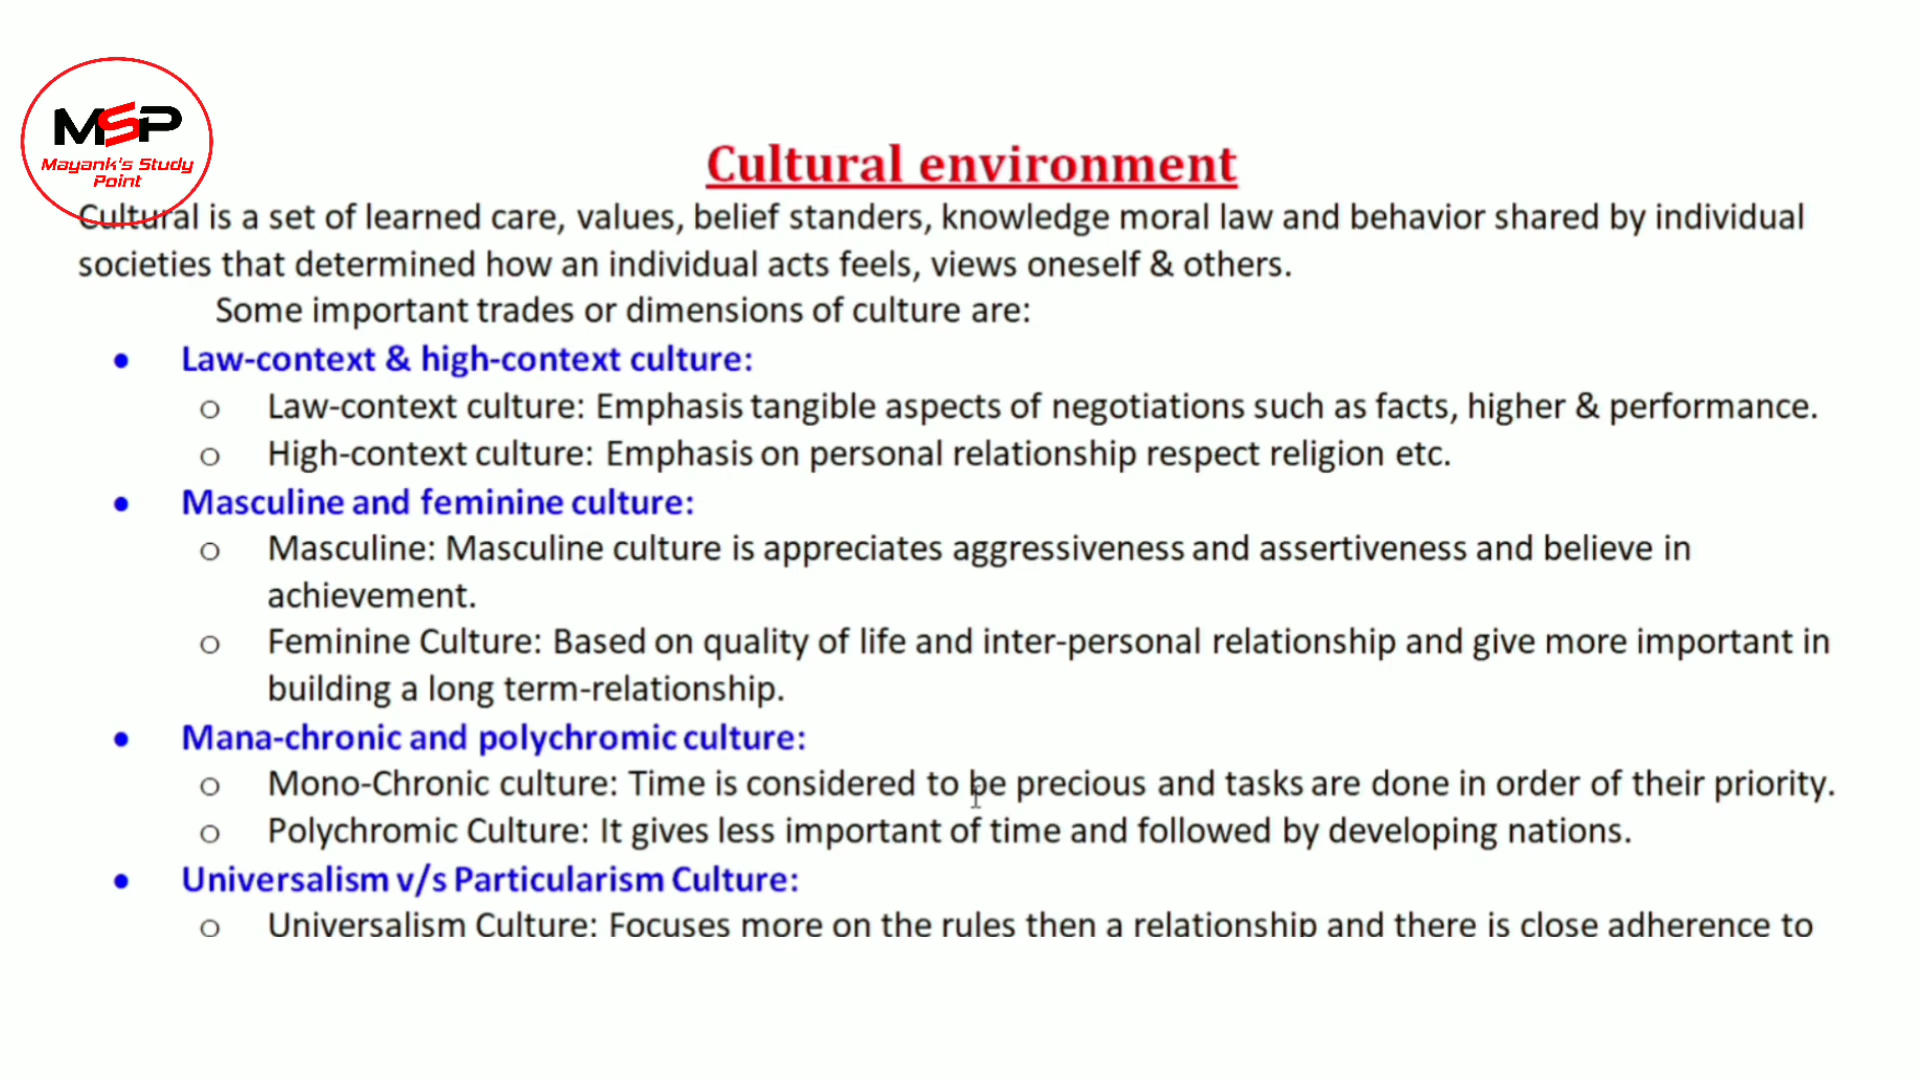 MSP
Mayank's Study
Point
Cultural environment
Cultural is a set of learned care, values, belief standers, knowledge moral law and behavior shared by individual
societies that determined how an individual acts feels, views oneself & others.
Some important trades or dimensions of culture are:
• Law-context & high-context culture:
o Law-context culture: Emphasis tangible aspects of negotiations such as facts, higher & performance.
o High-context culture: Emphasis on personal relationship respect religion etc.
• Masculine and feminine culture:
o Masculine: Masculine culture is appreciates aggressiveness and assertiveness and believe in
achievement.
o Feminine Culture: Based on quality of life and inter-personal relationship and give more important in
building a long term-relationship.
• Mana-chronic and polychromic culture:
o Mono-Chronic culture: Time is considered to be precious and tasks are done in order of their priority.
o Polychromic Culture: It gives less important of time and followed by developing nations.
• Universalism v/s Particularism Culture:
o Universalism Culture: Focuses more on the rules then a relationship and there is close adherence to